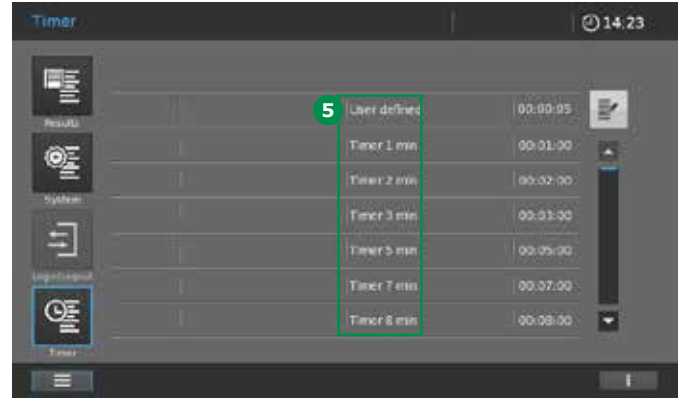 Timer
14.23
Results
5 User defined 00:00:05
Timer 1 min 00:01:00
System
Timer 2 min 00:02:00
Timer 3 min 00:03:00
Timer 5 min 00:05:00
Timer 7 min 00:07:00
Timer 8 min 00:08:00
Timer